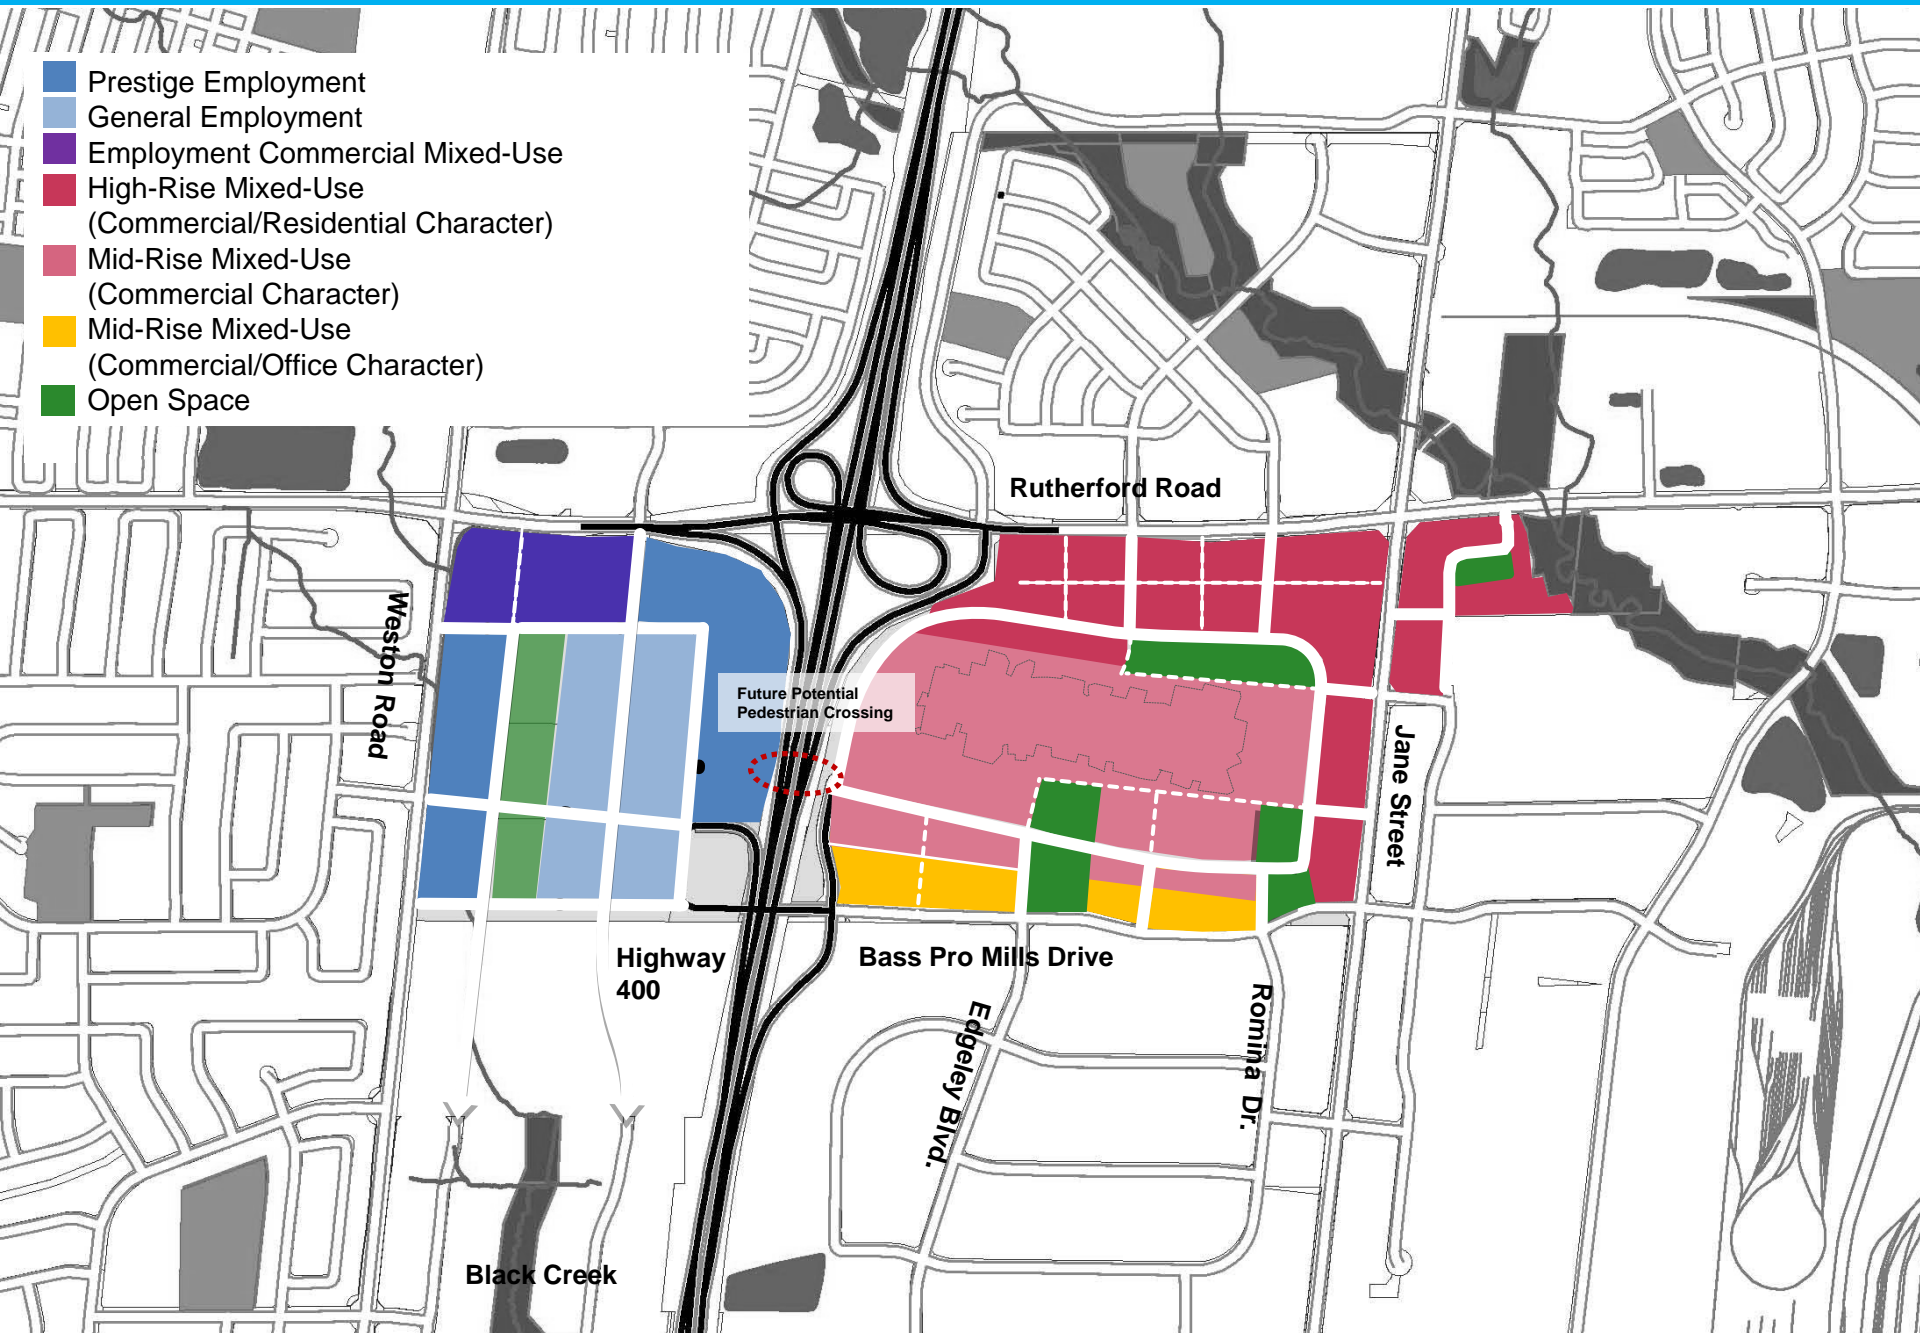 Prestige Employment
General Employment
Employment Commercial Mixed-Use
High-Rise Mixed-Use
(Commercial/Residential Character)
Mid-Rise Mixed-Use
(Commercial Character)
Mid-Rise Mixed-Use
(Commercial/Office Character)
Open Space
Rutherford Road
Weston Road
Future Potential
Pedestrian Crossing
Jane Street
Highway
400
Bass Pro Mills Drive
Edgeley Blvd.
Romina Dr.
Black Creek